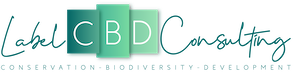 Label CBD Consulting
CONSERVATION · BIODIVERSITY · DEVELOPMENT